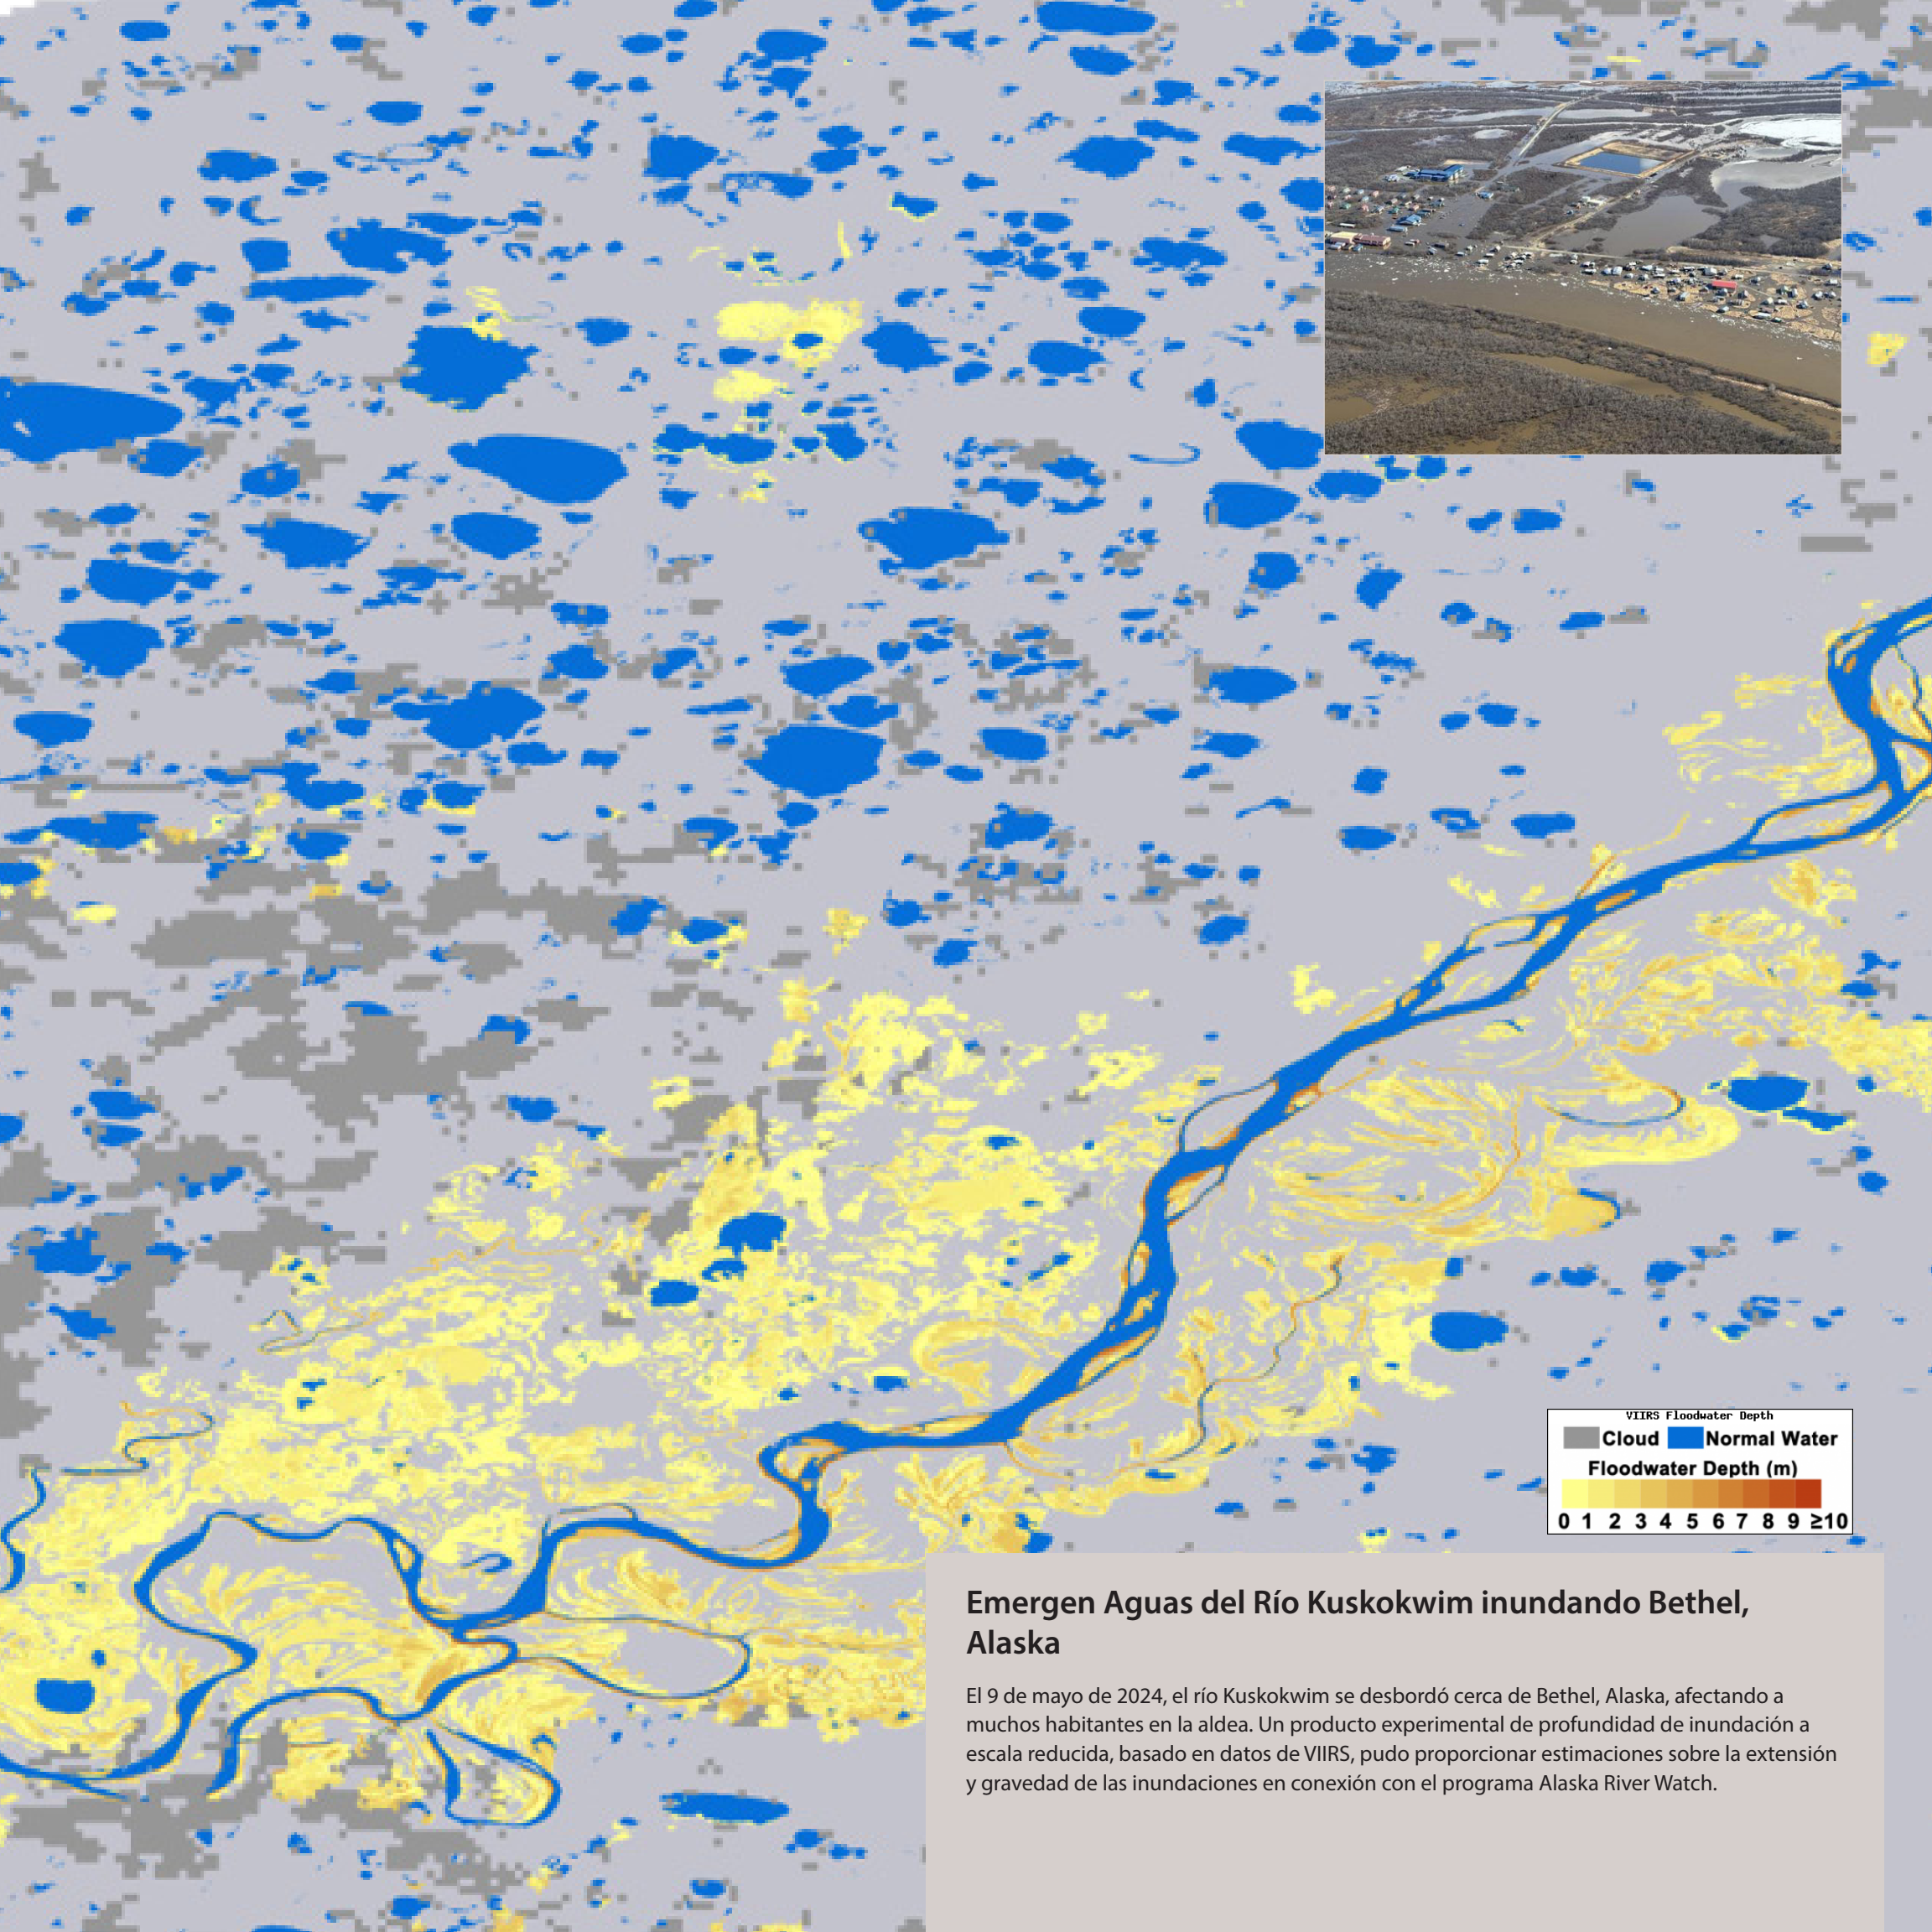 VIIRS Floodwater Depth
Cloud Normal Water
Floodwater Depth (m)
0 1 2 3 4 5 6 7 8 9 ≥10
Emergen Aguas del Río Kuskokwim inundando Bethel,
Alaska
El 9 de mayo de 2024, el río Kuskokwim se desbordó cerca de Bethel, Alaska, afectando a
muchos habitantes en la aldea. Un producto experimental de profundidad de inundación a
escala reducida, basado en datos de VIIRS, pudo proporcionar estimaciones sobre la extensión
y gravedad de las inundaciones en conexión con el programa Alaska River Watch.